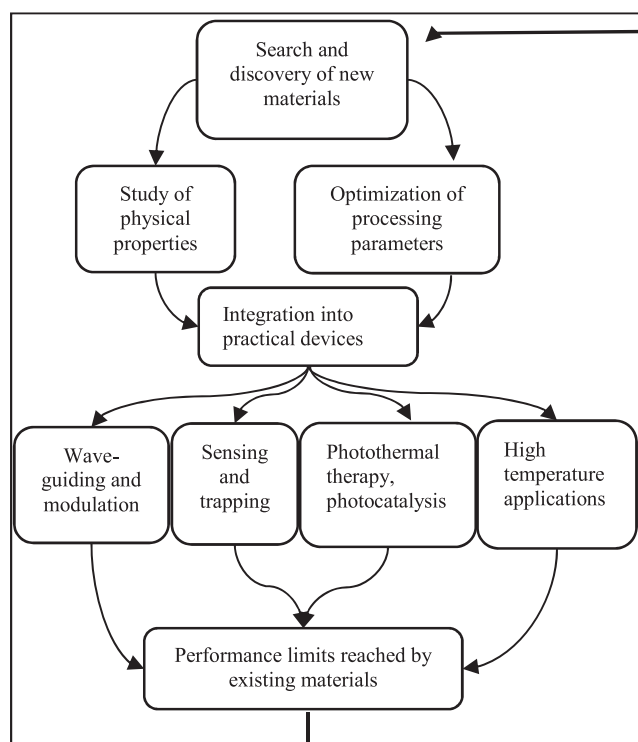 Search and
discovery of new
materials
Study of
physical
properties
Optimization of
processing
parameters
Integration into
practical devices
Wave-
guiding and
modulation
Sensing
and
trapping
Photothermal
therapy,
photocatalysis
High
temperature
applications
Performance limits reached by
existing materials